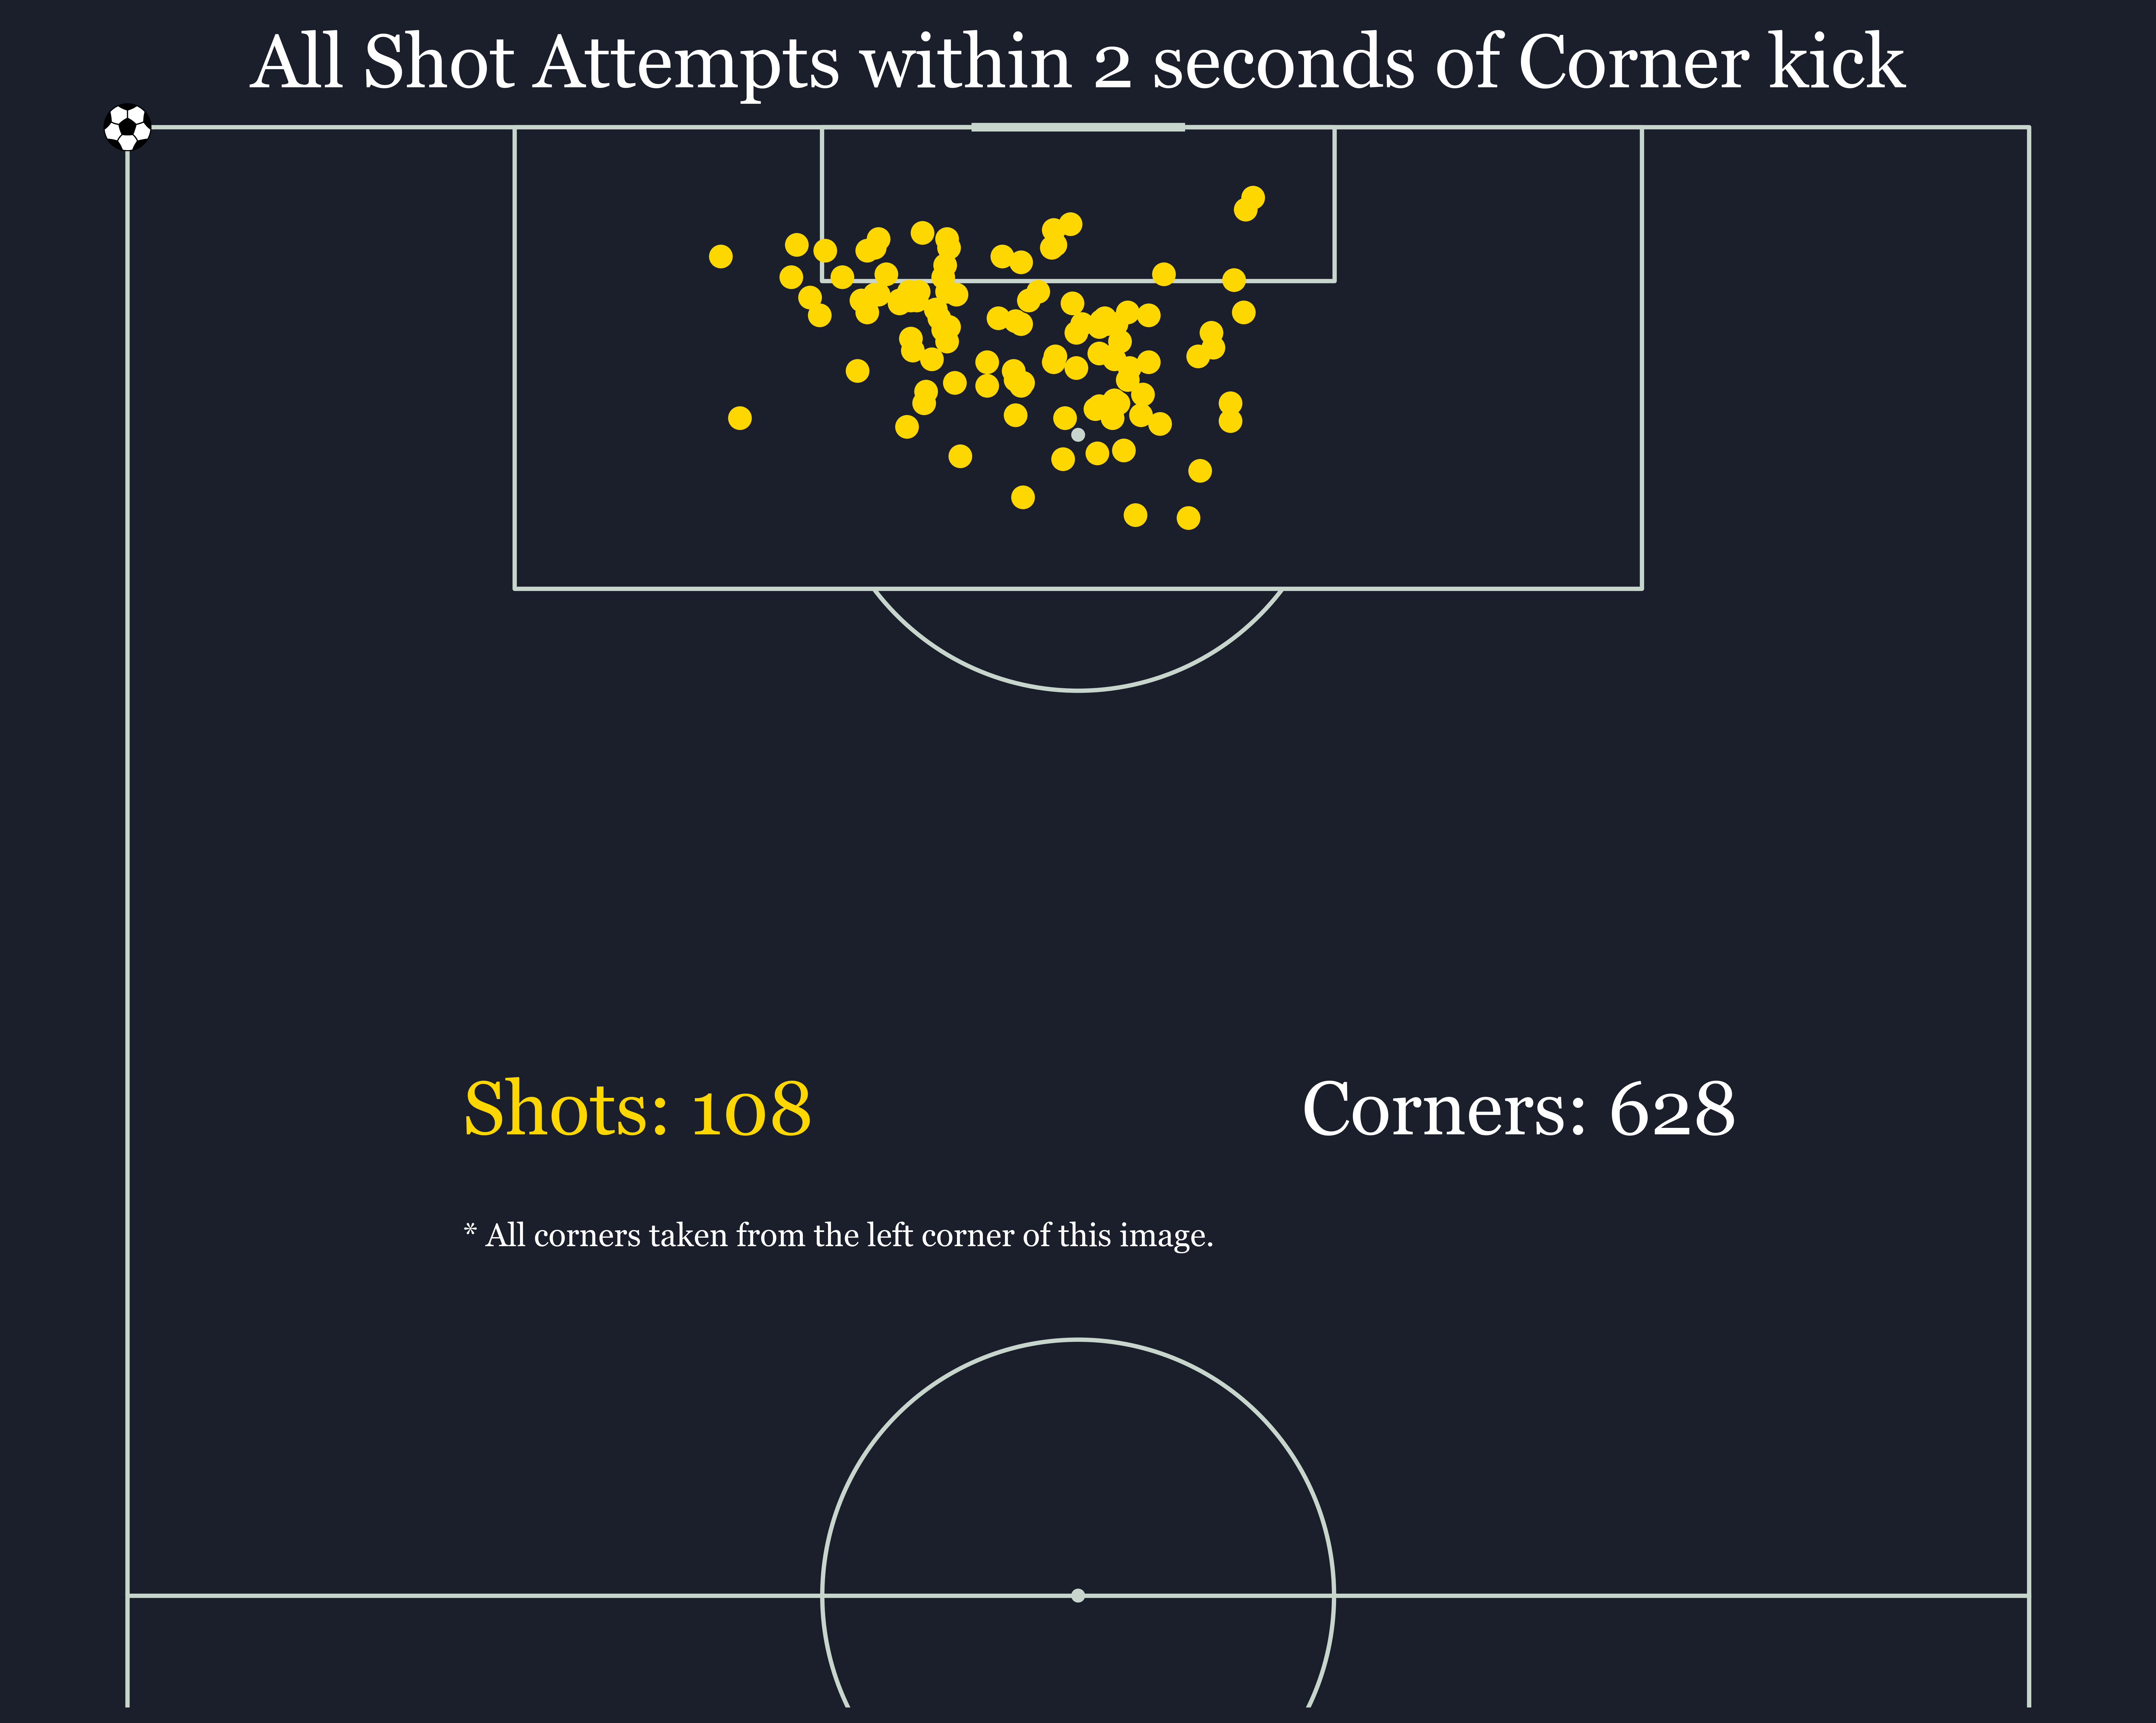 All Shot Attempts within 2 seconds of Corner kick
Shots: 108
Corners: 628
* All corners taken from the left corner of this image.